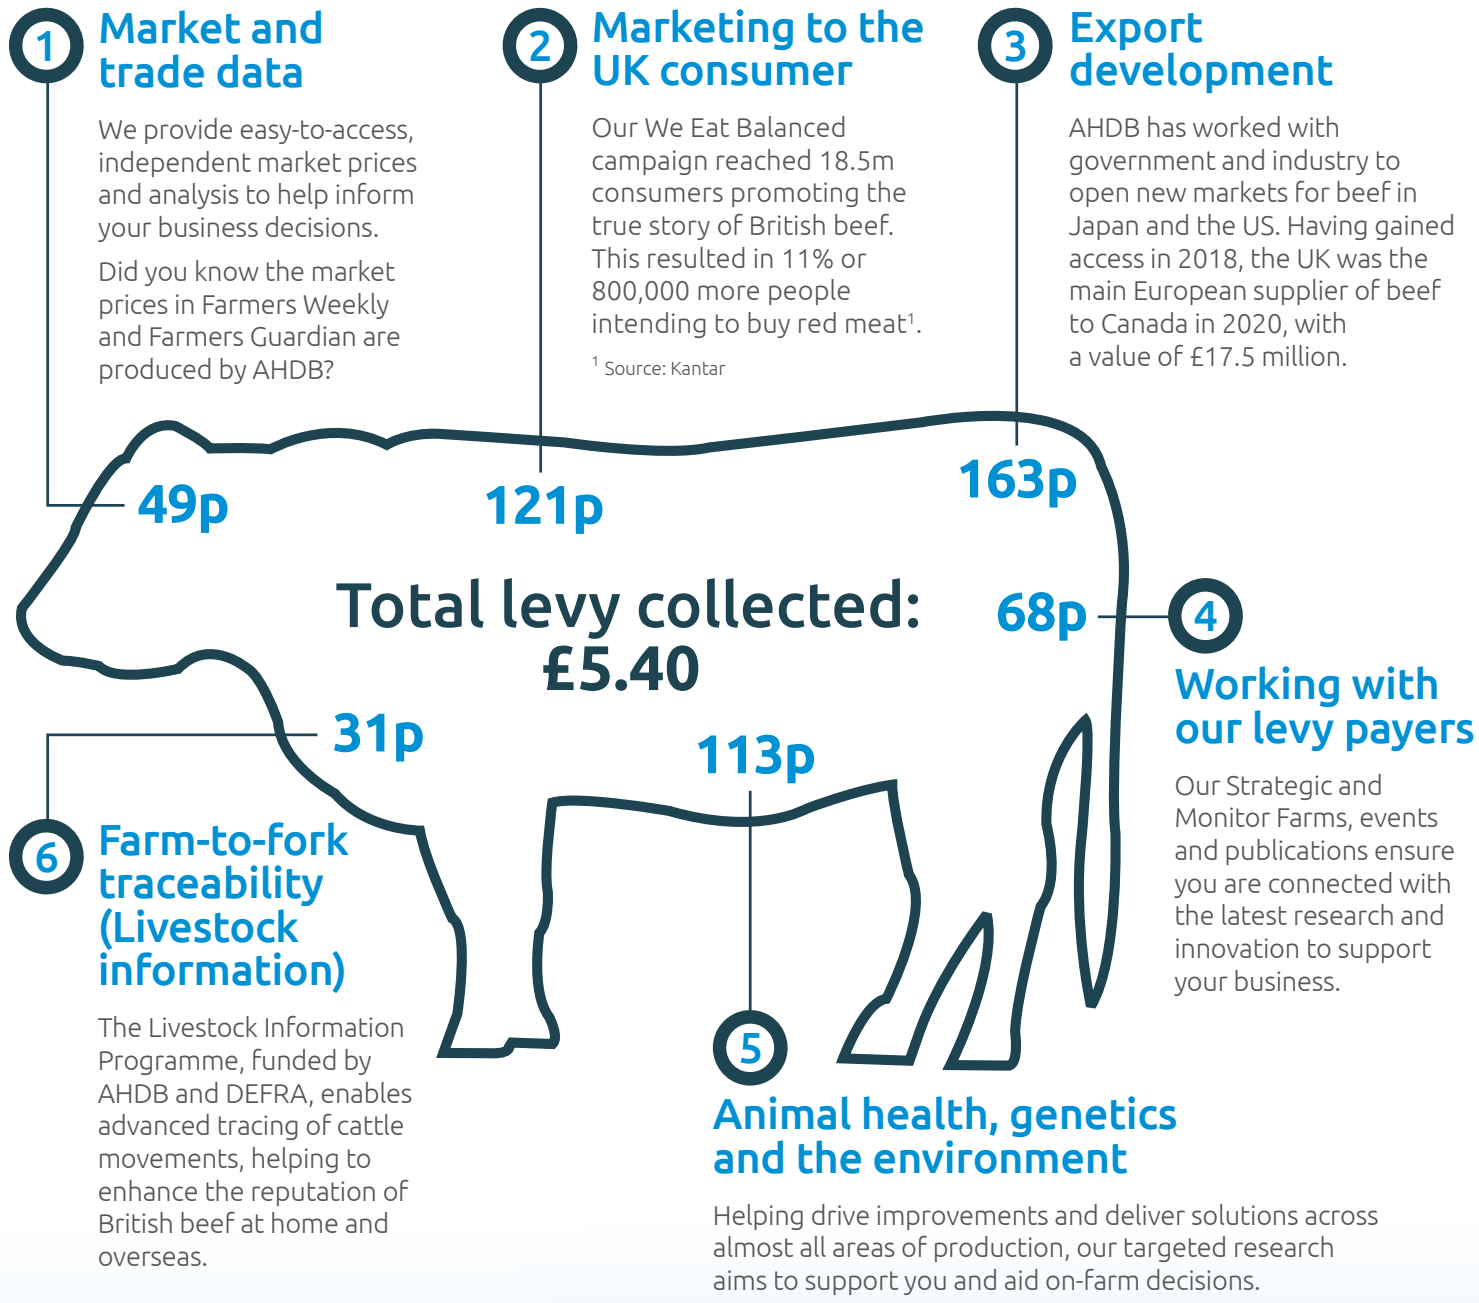 1
Market and
trade data
We provide easy-to-access,
independent market prices
and analysis to help inform
your business decisions.
Did you know the market
prices in Farmers Weekly
and Farmers Guardian are
produced by AHDB?
2
Marketing to the
UK consumer
Our We Eat Balanced
campaign reached 18.5m
consumers promoting the
true story of British beef.
This resulted in 11% or
800,000 more people
intending to buy red meat¹.
¹ Source: Kantar
3
Export
development
AHDB has worked with
government and industry to
open new markets for beef in
Japan and the US. Having gained
access in 2018, the UK was the
main European supplier of beef
to Canada in 2020, with
a value of £17.5 million.
49p
121p
163p
Total levy collected:
£5.40
68p
31p
113p
4
Working with
our levy payers
Our Strategic and
Monitor Farms, events
and publications ensure
you are connected with
the latest research and
innovation to support
your business.
5
Animal health, genetics
and the environment
Helping drive improvements and deliver solutions across
almost all areas of production, our targeted research
aims to support you and aid on-farm decisions.
6
Farm-to-fork
traceability
(Livestock
information)
The Livestock Information
Programme, funded by
AHDB and DEFRA, enables
advanced tracing of cattle
movements, helping to
enhance the reputation of
British beef at home and
overseas.